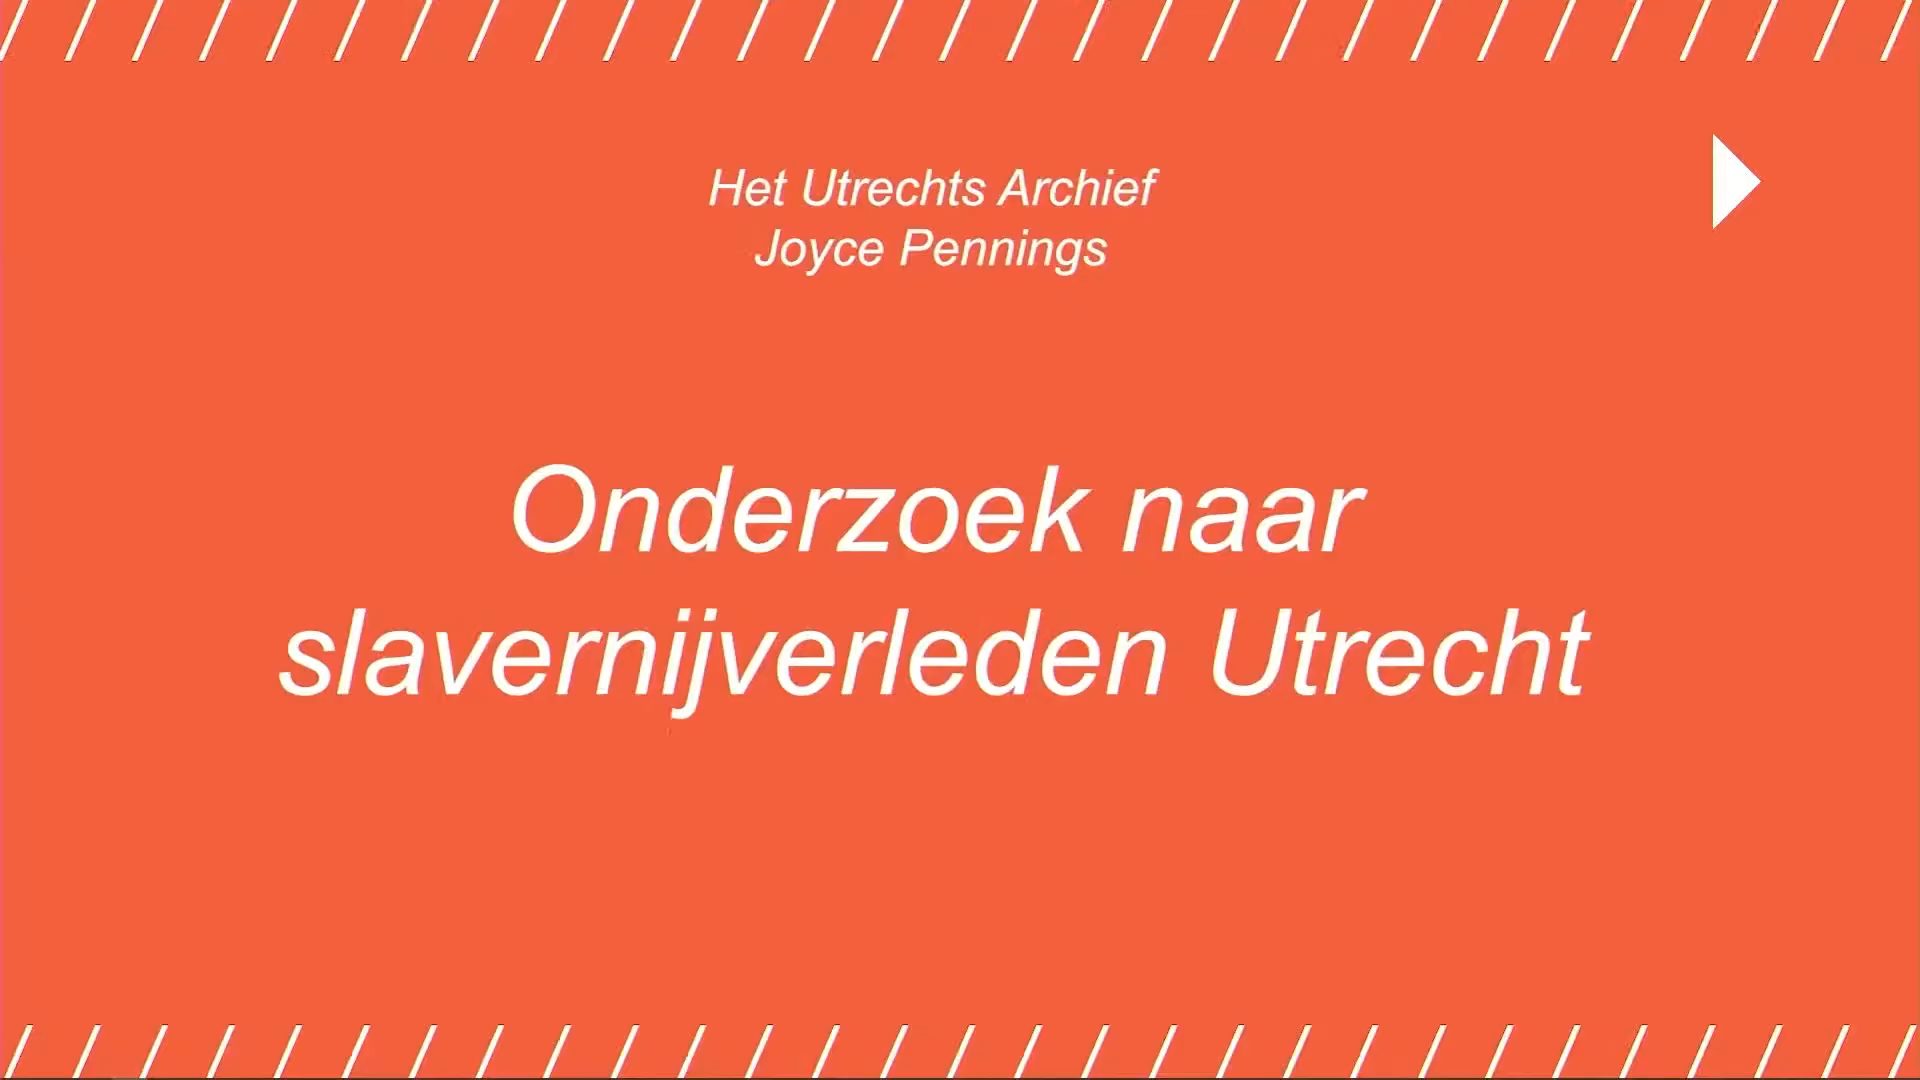 Het Utrechts Archief
Joyce Pennings
Onderzoek naar
slavernijverleden Utrecht